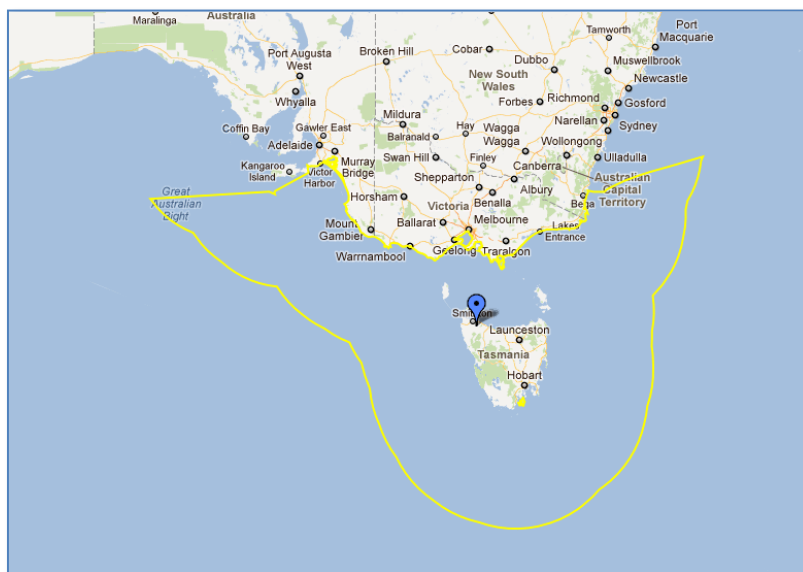 Australia
Maralinga
Port Augusta
West
Whyalla
Broken Hill
Cobar
Tamworth
Port
Macquarie
Dubbo
Muswellbrook
New South
Wales
Newcastle
Forbes
Richmond
Gosford
Coffin Bay
Gawler East
Mildura
Hay
Wagga
Wagga
Narellan
Sydney
Adelaide
Balranald
Wollongong
Kangaroo
Island
Victor
Harbor
Murray
Bridge
Swan Hill
Finley
Canberra
Ulladulla
Great
Australian
Bight
Horsham
Shepparton
Albury
Australian
Capital
Territory
Victoria
Benalla
Bega
Mount
Gambier
Ballarat
Melbourne
Lakes
Entrance
Warrnambool
Geelong
Traralgon
Launceston
Tasmania
Hobart